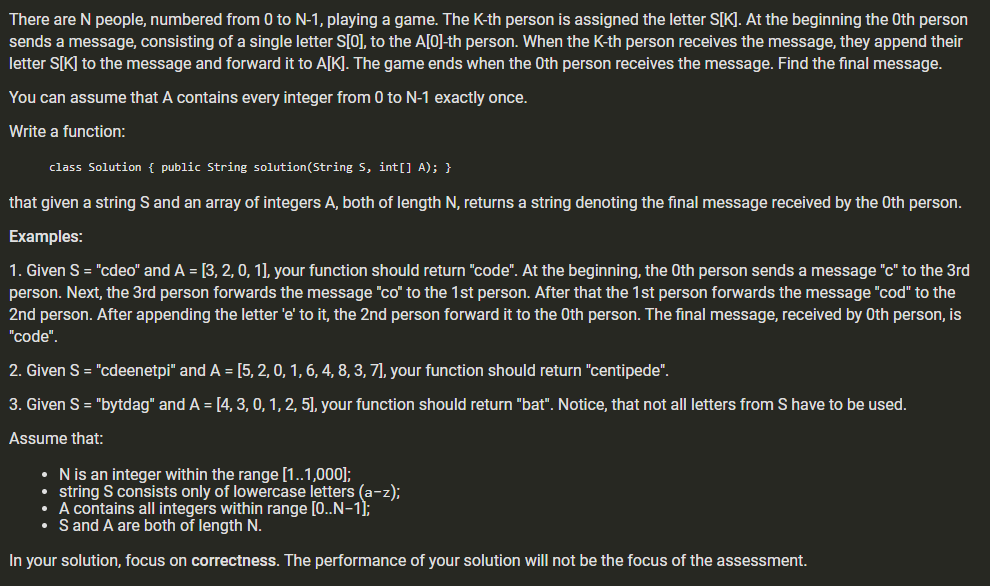 There are N people, numbered from 0 to N-1, playing a game. The K-th person is assigned the letter S[K]. At the beginning the 0th person
sends a message, consisting of a single letter S[0], to the A[0]-th person. When the K-th person receives the message, they append their
letter S[K] to the message and forward it to A[K]. The game ends when the 0th person receives the message. Find the final message.
You can assume that A contains every integer from 0 to N-1 exactly once.
Write a function:
class Solution { public String solution(String S, int[] A); }
that given a string S and an array of integers A, both of length N, returns a string denoting the final message received by the 0th person.
Examples:
1. Given S = "cdeo" and A = [3, 2, 0, 1], your function should return "code". At the beginning, the 0th person sends a message "c" to the 3rd
person. Next, the 3rd person forwards the message "co" to the 1st person. After that the 1st person forwards the message "cod" to the
2nd person. After appending the letter 'e' to it, the 2nd person forward it to the 0th person. The final message, received by 0th person, is
"code".
2. Given S = "cdeenetpi" and A = [5, 2, 0, 1, 6, 4, 8, 3, 7], your function should return "centipede".
3. Given S = "bytdag" and A = [4, 3, 0, 1, 2, 5], your function should return "bat". Notice, that not all letters from S have to be used.
Assume that:
• N is an integer within the range [1..1,000];
• string S consists only of lowercase letters (a-z);
• A contains all integers within range [0..N-1];
• S and A are both of length N.
In your solution, focus on correctness. The performance of your solution will not be the focus of the assessment.